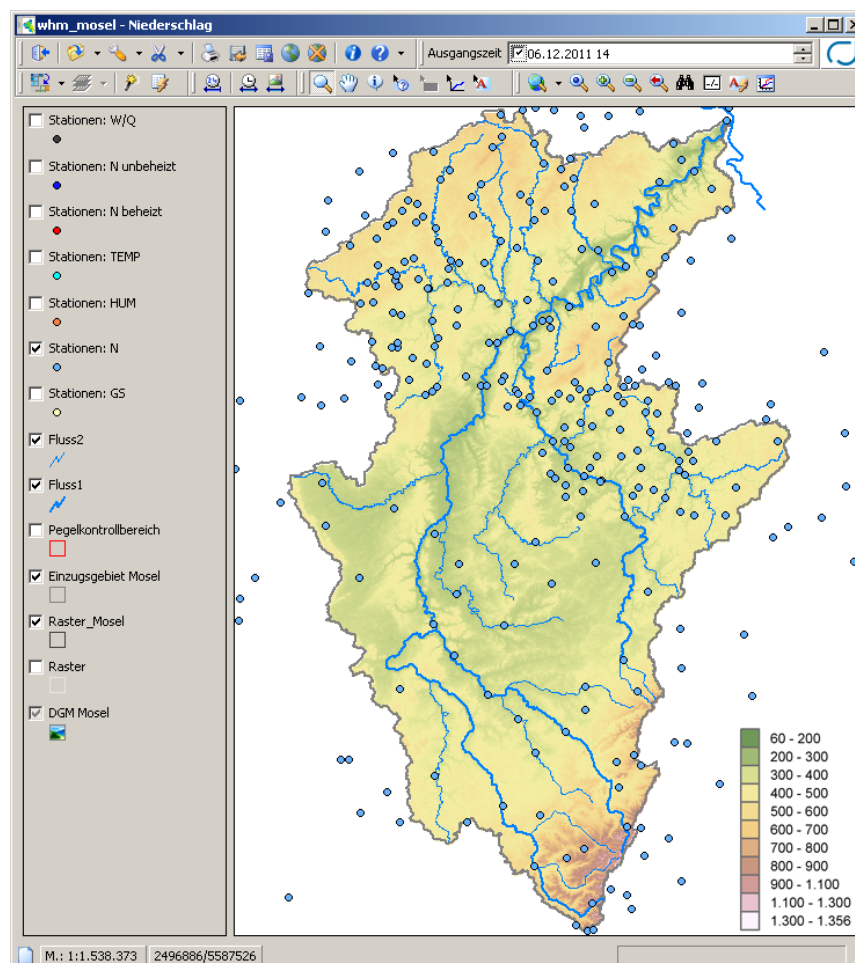 whm_mosel - Niederschlag
Ausgangszeit 06.12.2011 14
Stationen: W/Q
Stationen: N unbeheizt
Stationen: N beheizt
Stationen: TEMP
Stationen: HUM
Stationen: N
Stationen: GS
Fluss2
Fluss1
Pegelkontrollbereich
Einzugsgebiet Mosel
Raster_Mosel
Raster
DGM Mosel
60 - 200
200 - 300
300 - 400
400 - 500
500 - 600
600 - 700
700 - 800
800 - 900
900 - 1.100
1.100 - 1.300
1.300 - 1.356
M.: 1:1.538.373 2496886/5587526